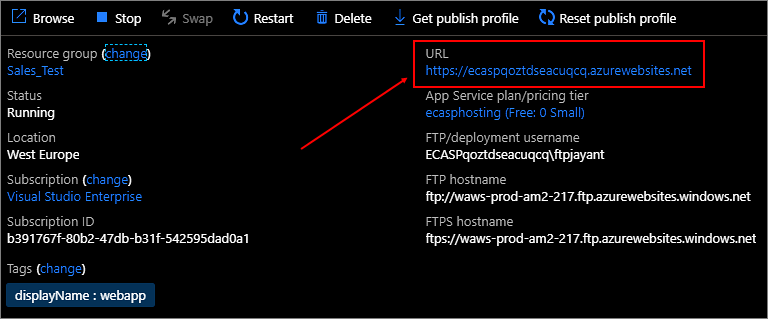 Browse Stop Swap Restart Delete Get publish profile Reset publish profile
Resource group (change)
Sales_Test
Status
Running
Location
West Europe
Subscription (change)
Visual Studio Enterprise
Subscription ID
b391767f-80b2-47db-b31f-542595dad0a1
Tags (change)
displayName : webapp
URL
https://ecaspqoztdseacuqcq.azurewebsites.net
App Service plan/pricing tier
ecasphosting (Free: 0 Small)
FTP/deployment username
ECASPqoztdseacuqcq\ftpjayant
FTP hostname
ftp://waws-prod-am2-217.ftp.azurewebsites.windows.net
FTPS hostname
ftps://waws-prod-am2-217.ftp.azurewebsites.windows.net